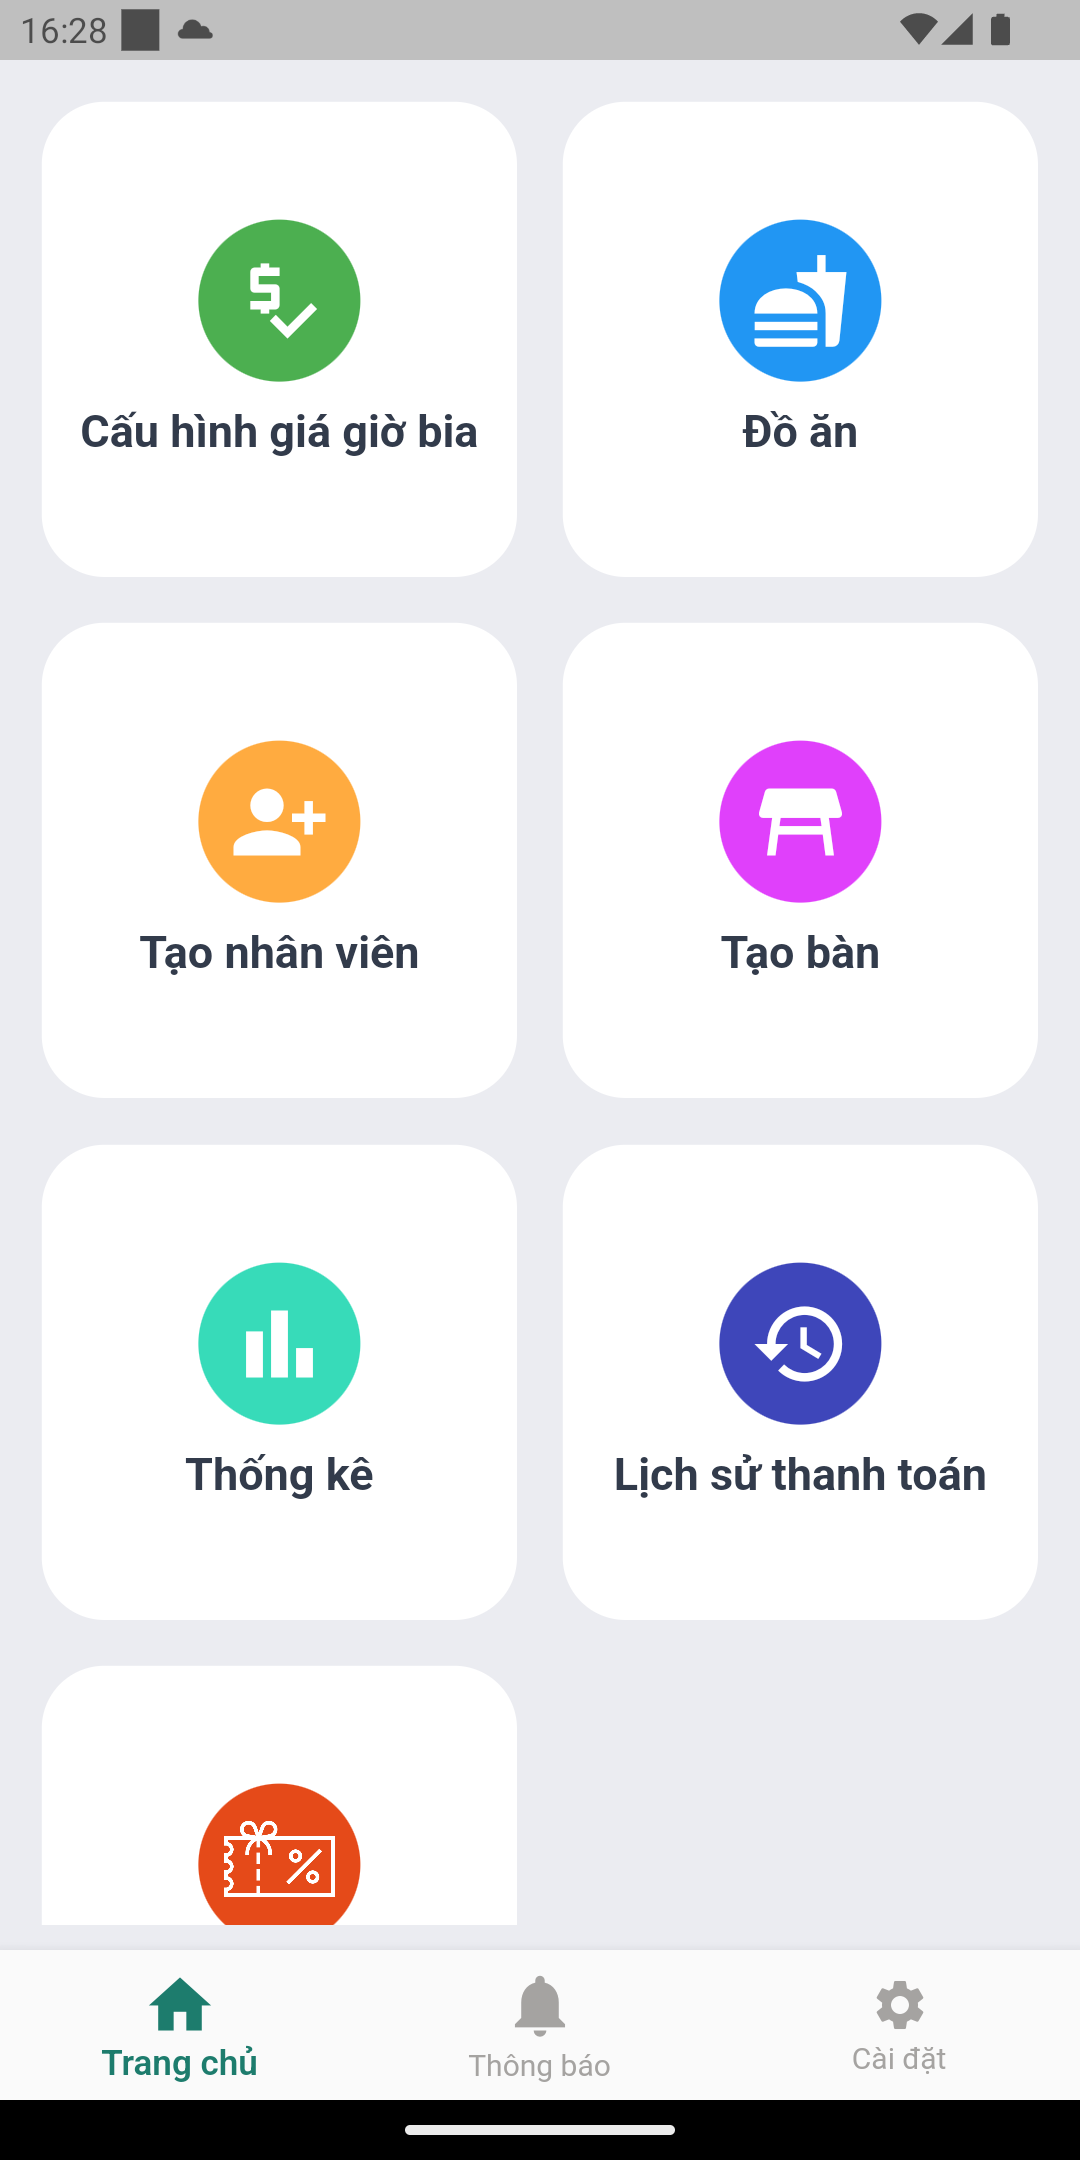 16:28
Cấu hình giá giờ bia
Đồ ăn
Tạo nhân viên
Tạo bàn
Thống kê
Lịch sử thanh toán
Trang chủ
Thông báo
Cài đặt